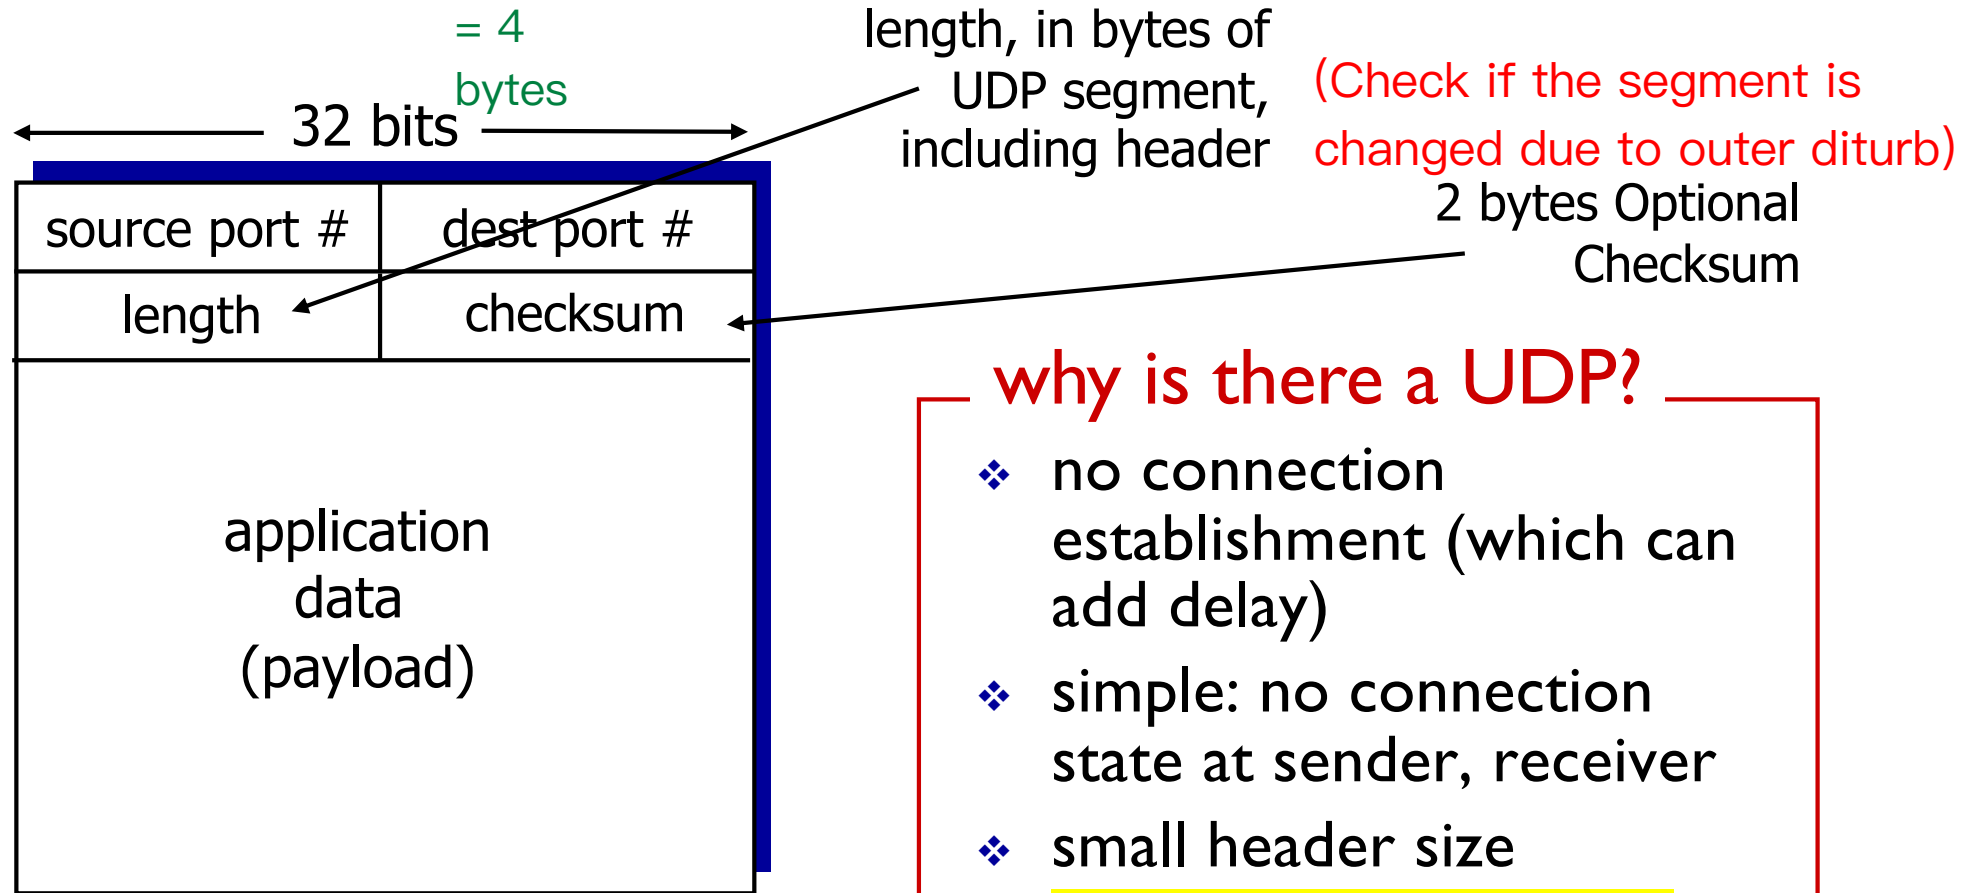 = 4
bytes
32 bits
length, in bytes of
UDP segment,
including header
(Check if the segment is
changed due to outer diturb)
2 bytes Optional
Checksum
source port #
dest port #
length
checksum
application
data
(payload)
why is there a UDP?
no connection
establishment (which can
add delay)
simple: no connection
state at sender, receiver
small header size